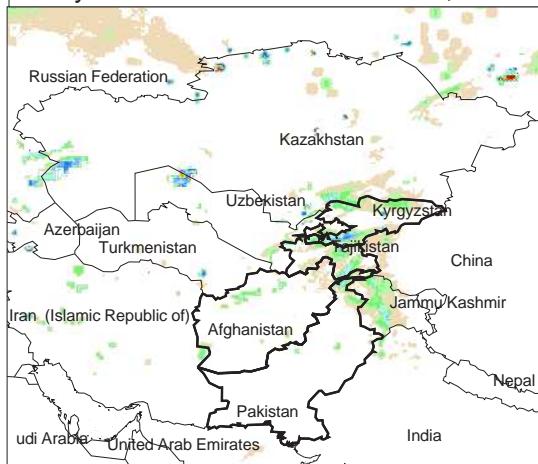 Russian Federation
Kazakhstan
Uzbekistan
Kyrgyzstan
Azerbaijan
Turkmenistan
Tajikistan
China
Jammu/Kashmir
Iran (Islamic Republic of)
Afghanistan
Nepal
Pakistan
udi Arabia
United Arab Emirates
India